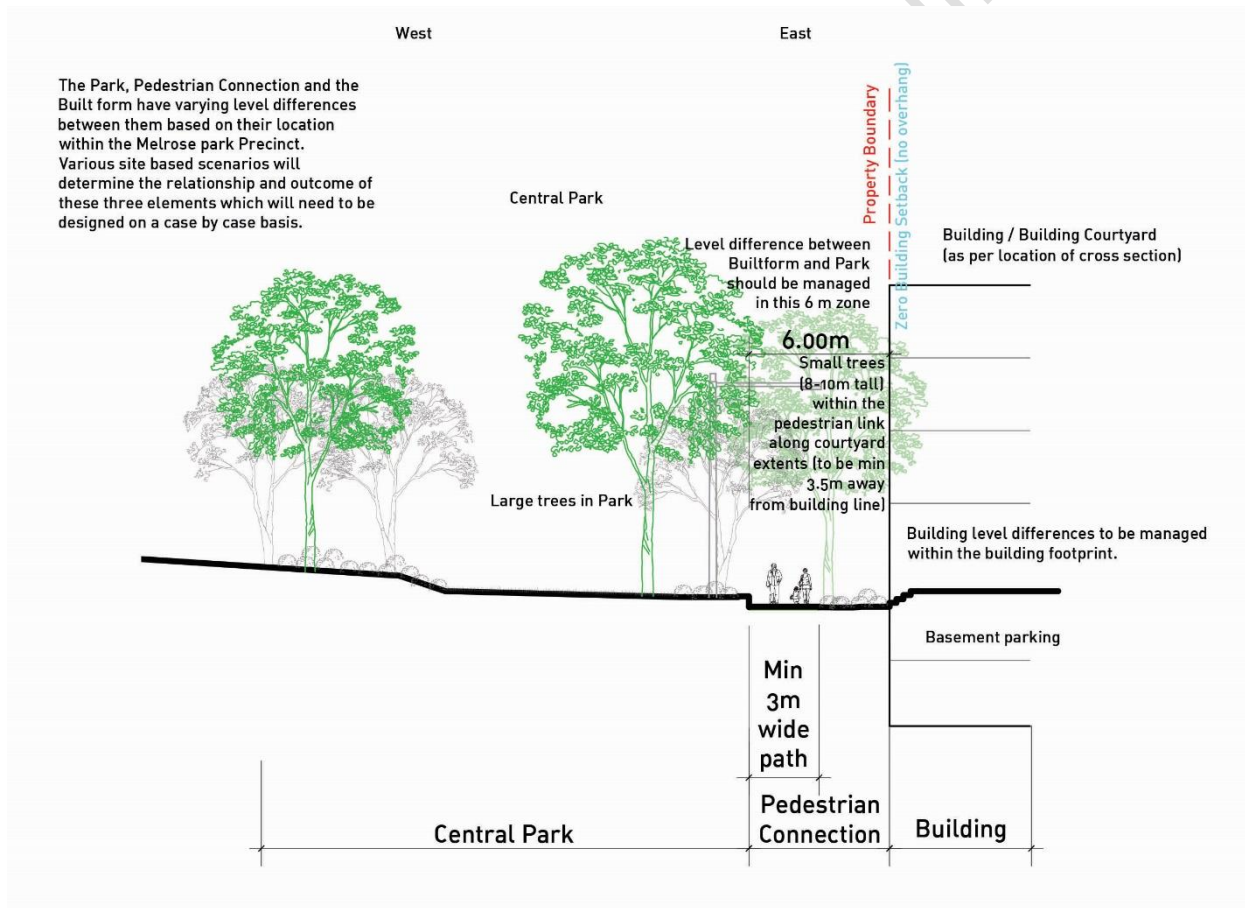 West
East
The Park, Pedestrian Connection and the
Built form have varying level differences
between them based on their location
within the Melrose park Precinct.
Various site based scenarios will
determine the relationship and outcome of
these three elements which will need to be
designed on a case by case basis.
Central Park
Property Boundary
Zero Building Setback (no overhang)
Level difference between
Builtform and Park
should be managed
in this 6 m zone
Building / Building Courtyard
(as per location of cross section)
6.00m
Small trees
(8-10m tall)
within the
pedestrian link
along courtyard
extents (to be min
3.5m away
from building line)
Large trees in Park
Building level differences to be managed
within the building footprint.
Basement parking
Min
3m
wide
path
Central Park
Pedestrian
Connection
Building